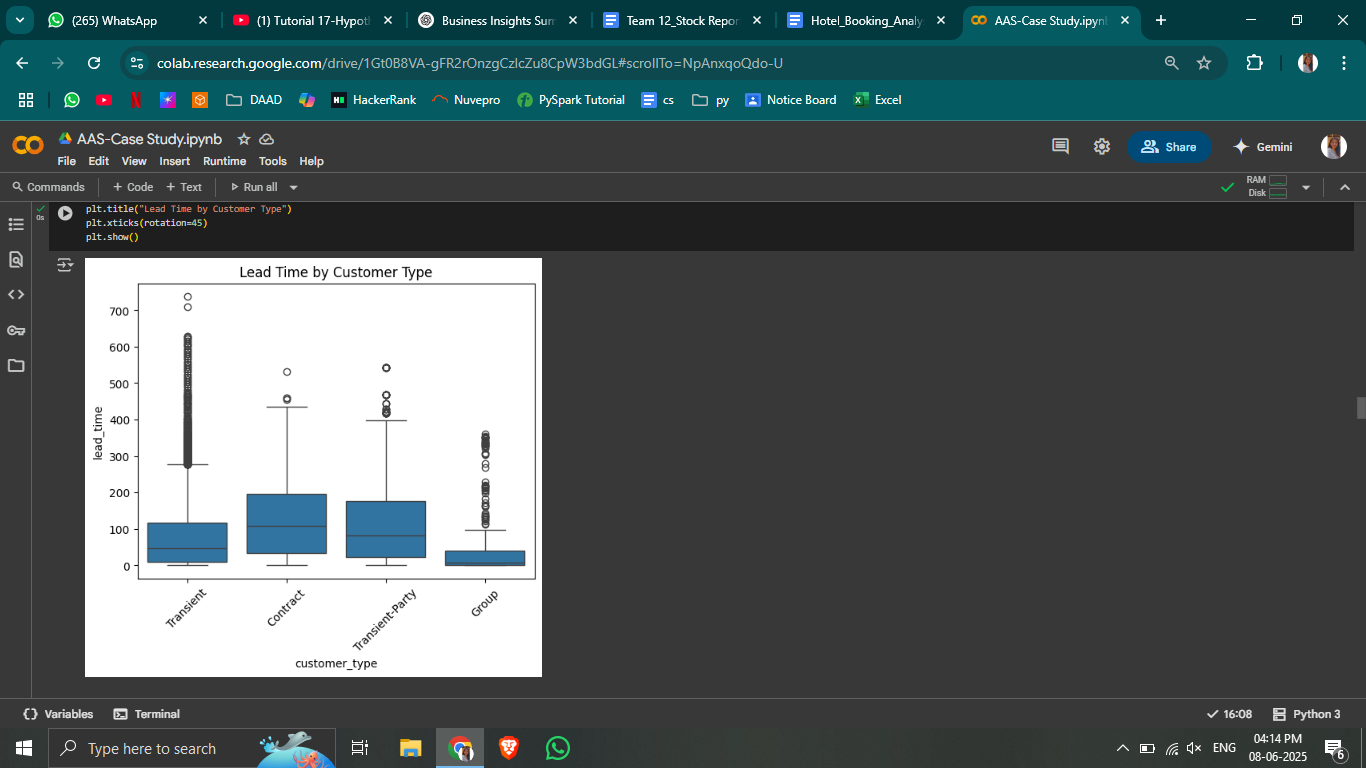 (265) WhatsApp
(1) Tutorial 17-Hypoth
Business Insights Sum
Team 12_Stock Repor
Hotel_Booking_Analy
AAS-Case Study.ipynb
colab.research.google.com/drive/1Gt0B8VA-gFR2rOnzgCzlcZu8CpW3bdGL#scrollTo=NpAnxqoQdo-U
DAAD
HackerRank
Nuvepro
PySpark Tutorial
cs
py
Notice Board
Excel
AAS-Case Study.ipynb
File Edit View Insert Runtime Tools Help
Share
Gemini
Commands + Code + Text Run all
RAM
Disk
0s
plt.title("Lead Time by Customer Type")
plt.xticks(rotation=45)
plt.show()
Lead Time by Customer Type
700
600
500
400
300
200
100
0
lead_time
Transient
Contract
Transient-Party
Group
customer_type
Variables Terminal
16:08 Python 3
Type here to search
ENG
04:14 PM
08-06-2025
6